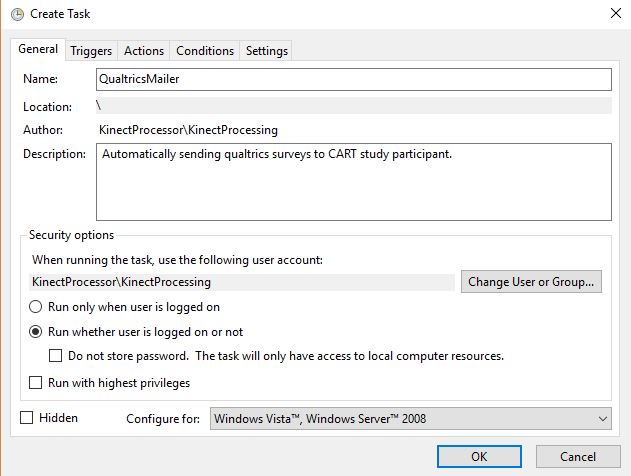 Create Task
General Triggers Actions Conditions Settings
Name: QualtricsMailer
Location: \
Author: KinectProcessor\KinectProcessing
Description: Automatically sending qualtrics surveys to CART study participant.
Security options
When running the task, use the following user account:
KinectProcessor\KinectProcessing Change User or Group...
Run only when user is logged on
Run whether user is logged on or not
Do not store password. The task will only have access to local computer resources.
Run with highest privileges
Hidden Configure for: Windows Vista™, Windows Server™ 2008
OK Cancel